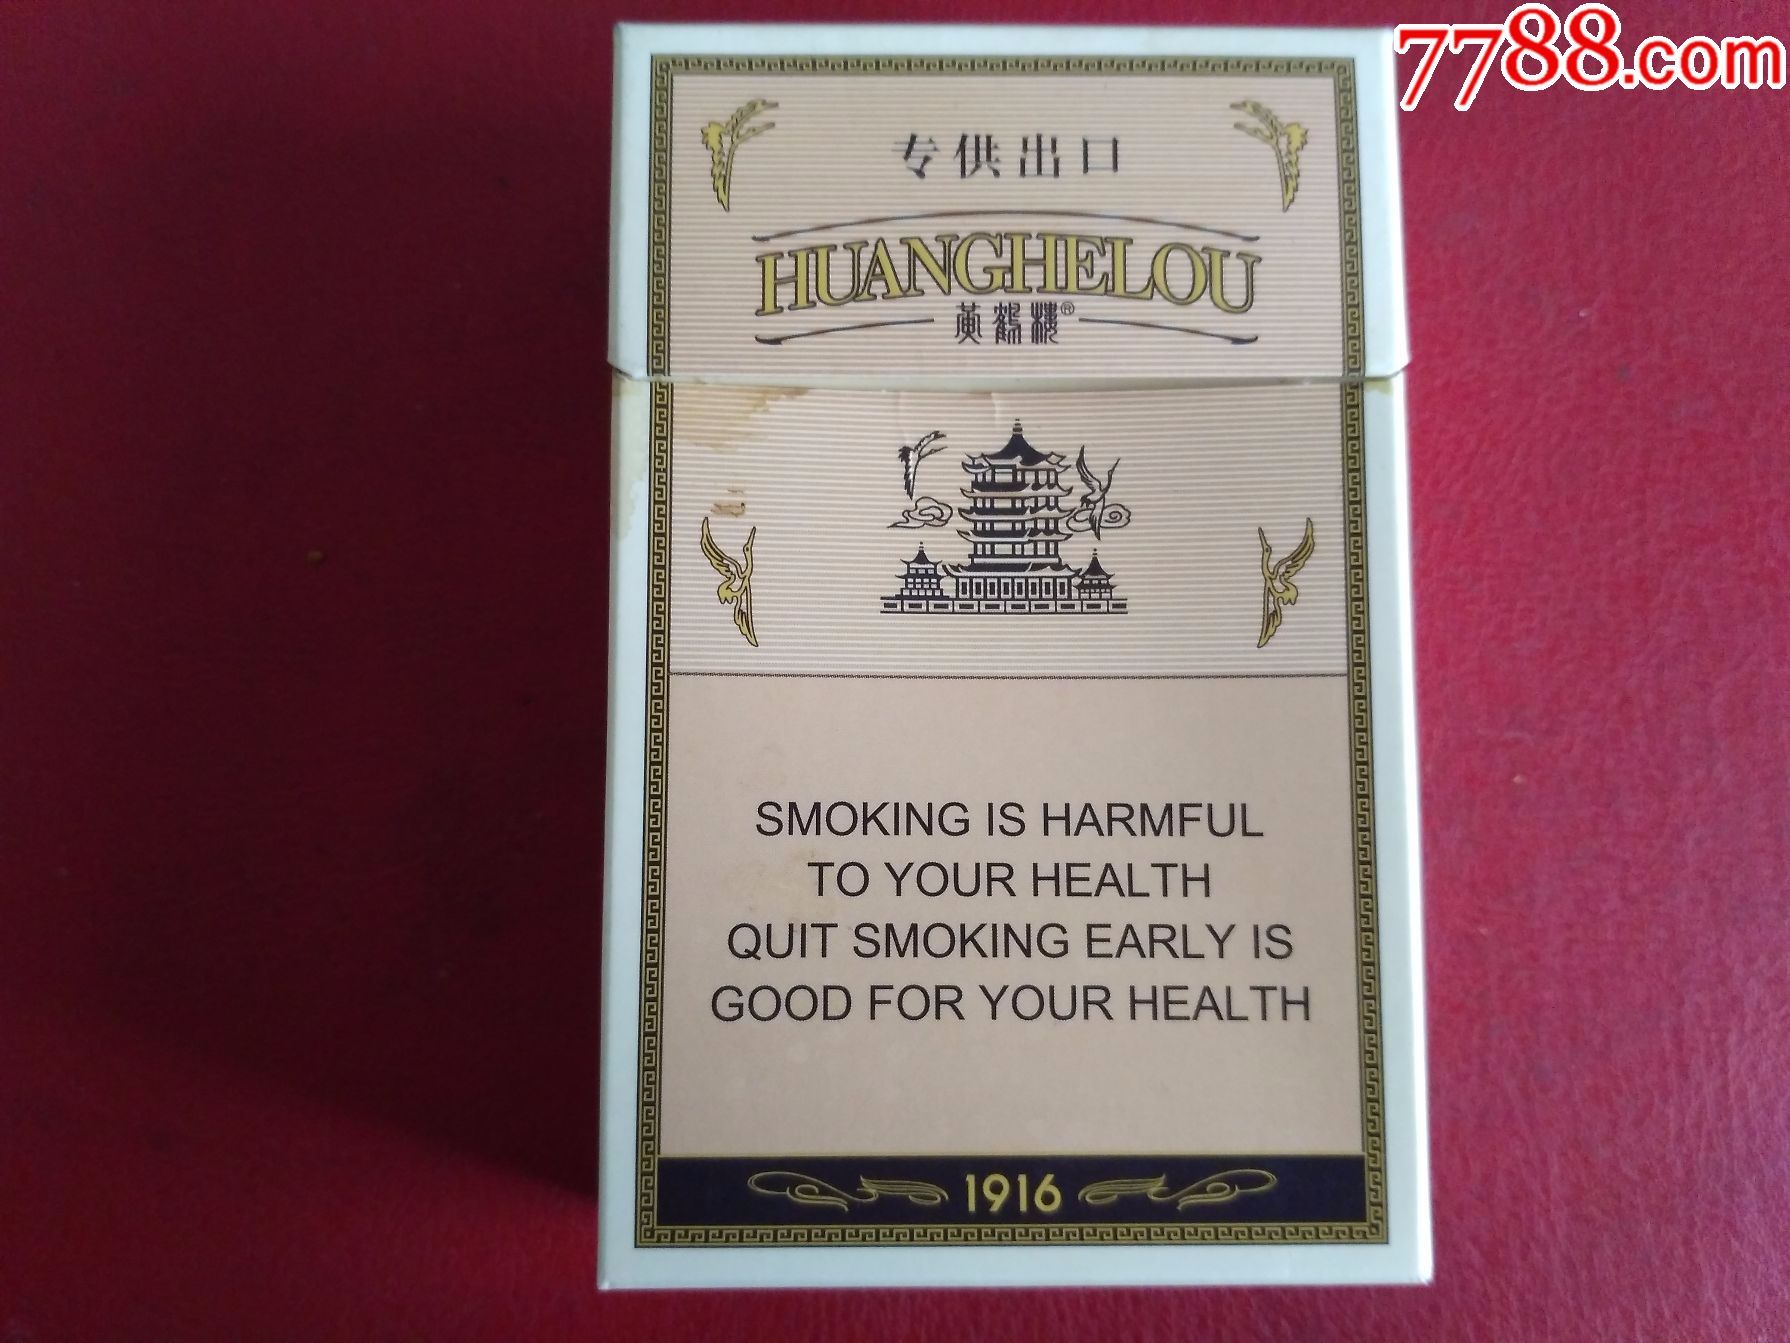 7788.com
专供出口
HUANGHELOU
黄鹤樓®
SMOKING IS HARMFUL
TO YOUR HEALTH
QUIT SMOKING EARLY IS
GOOD FOR YOUR HEALTH
1916